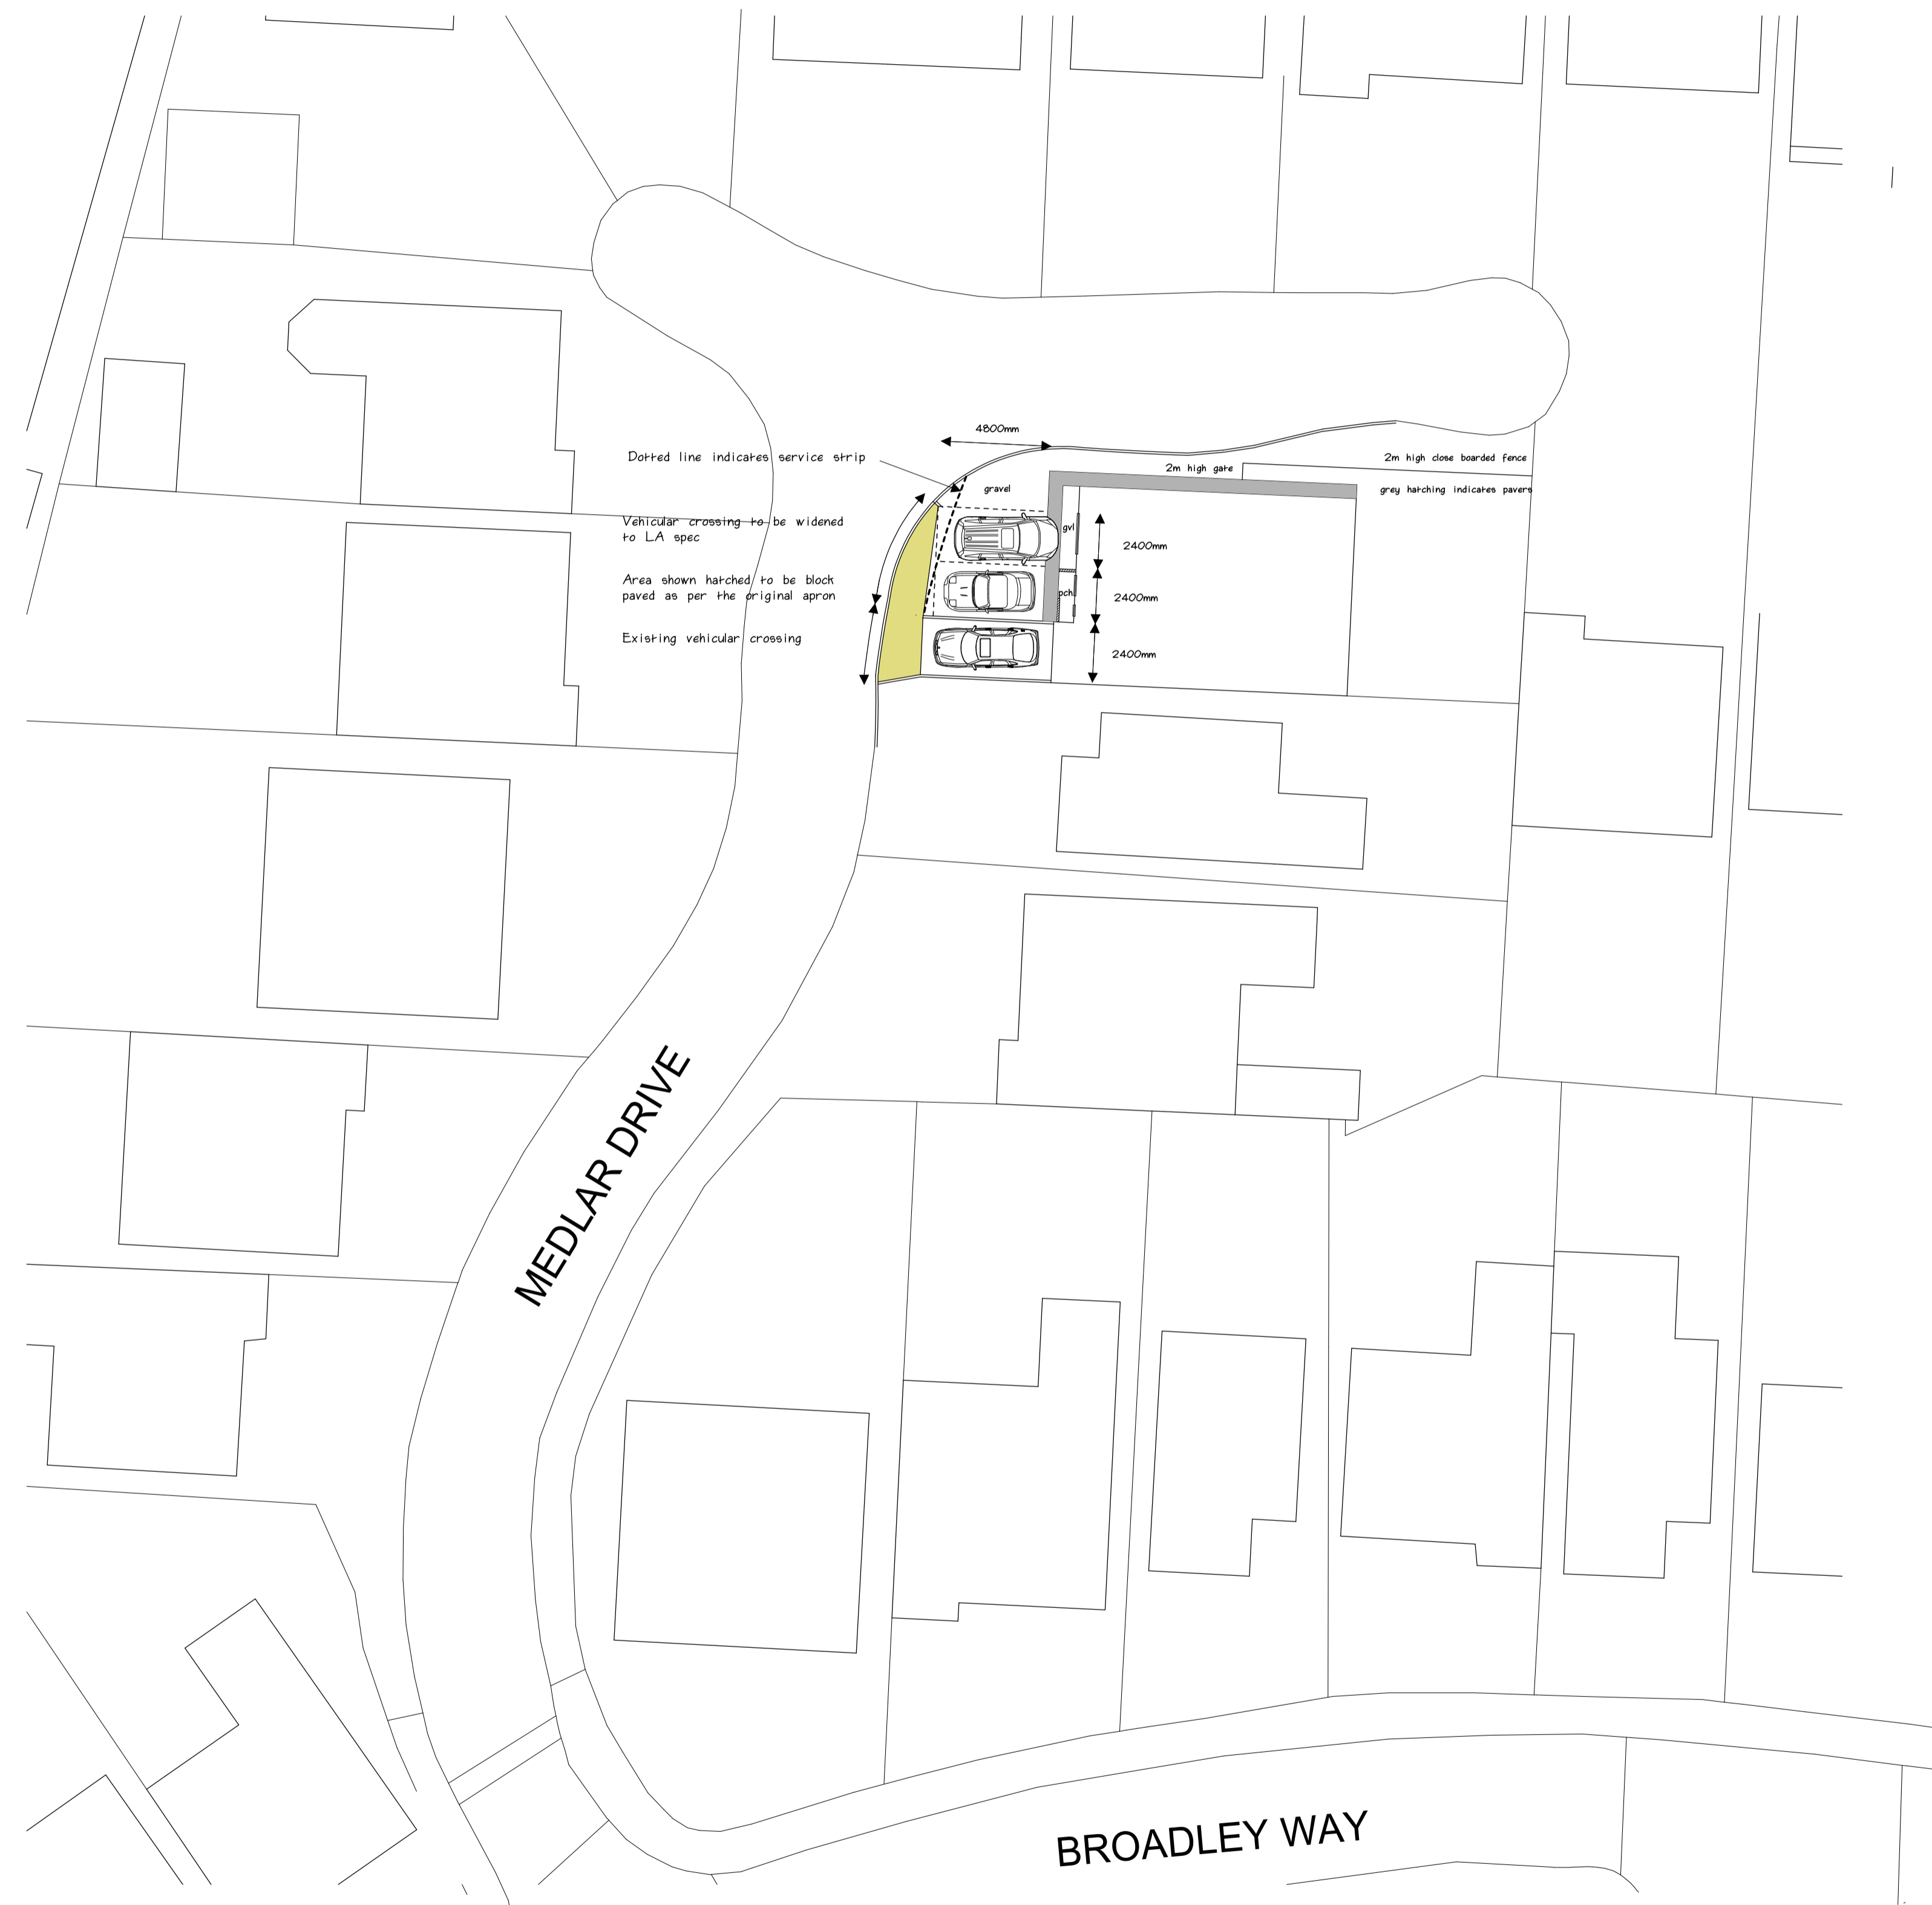 4800mm
Dotted line indicates service strip
2m high gate
2m high close boarded fence
gravel
grey hatching indicates pavers
Vehicular crossing to be widened
to LA spec
gvl
2400mm
Area shown hatched to be block
paved as per the original apron
pch
2400mm
Existing vehicular crossing
2400mm
MEDLAR DRIVE
BROADLEY WAY